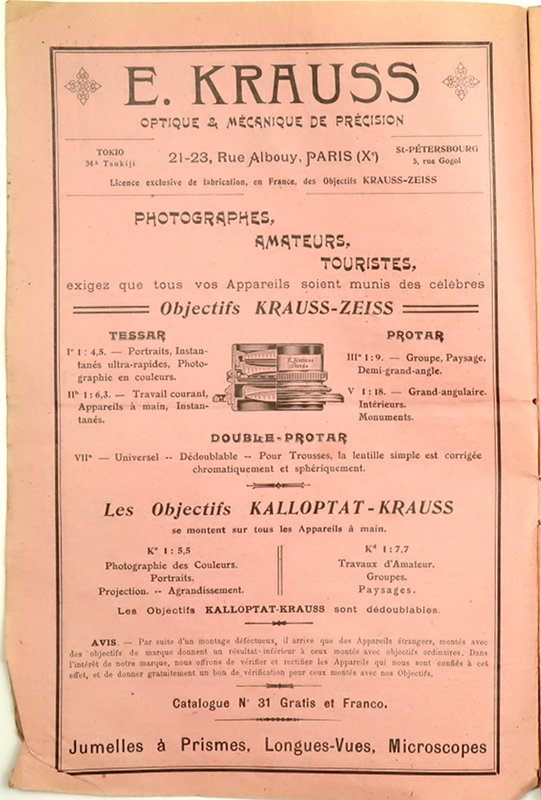 E. KRAUSS
OPTIQUE & MÉCANIQUE DE PRÉCISION
TOKIO
34ᴬ Tsukiji
21-23, Rue Albouy, PARIS (Xᵉ)
St-PÉTERSBOURG
5, rue Gogol
Licence exclusive de fabrication, en France, des Objectifs KRAUSS-ZEISS
PHOTOGRAPHES,
AMATEURS,
TOURISTES,
exigez que tous vos Appareils soient munis des célèbres
Objectifs KRAUSS-ZEISS
TESSAR
Iᶜ 1 : 4,5. — Portraits, Instan-
tanés ultra-rapides, Photo-
graphie en couleurs.
IIᵇ 1 : 6,3. — Travail courant,
Appareils à main, Instan-
tanés.
E. Krauss
Paris
PROTAR
IIIᵃ 1 : 9. — Groupe, Paysage,
Demi-grand-angle.
V 1 : 18. — Grand-angulaire.
Intérieurs.
Monuments.
DOUBLE-PROTAR
VIIᵃ — Universel -- Dédoublable -- Pour Trousses, la lentille simple est corrigée
chromatiquement et sphériquement.
Les Objectifs KALLOPTAT-KRAUSS
se montent sur tous les Appareils à main.
Kᶜ 1 : 5,5
Photographie des Couleurs.
Portraits.
Projection. -- Agrandissement.
Kᵈ 1 : 7,7
Travaux d'Amateur.
Groupes.
Paysages.
Les Objectifs KALLOPTAT-KRAUSS sont dédoublables.
AVIS. — Par suite d'un montage défectueux, il arrive que des Appareils étrangers, montés avec
des objectifs de marque donnent un résultat inférieur à ceux montés avec objectifs ordinaires, Dans
l'intérêt de notre marque, nous offrons de vérifier et rectifier les Appareils qui nous sont confiés à cet
effet, et de donner gratuitement un bon de vérification pour ceux montés avec nos Objectifs.
Catalogue N° 31 Gratis et Franco.
Jumelles à Prismes, Longues-Vues, Microscopes